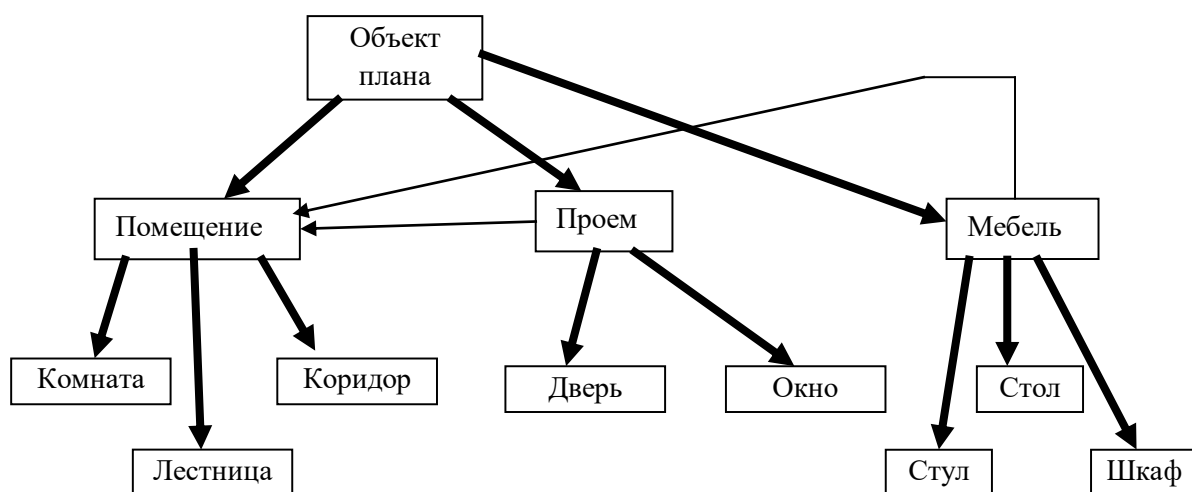 Объект
плана
Помещение
Проем
Мебель
Комната
Коридор
Дверь
Окно
Стол
Лестница
Стул
Шкаф